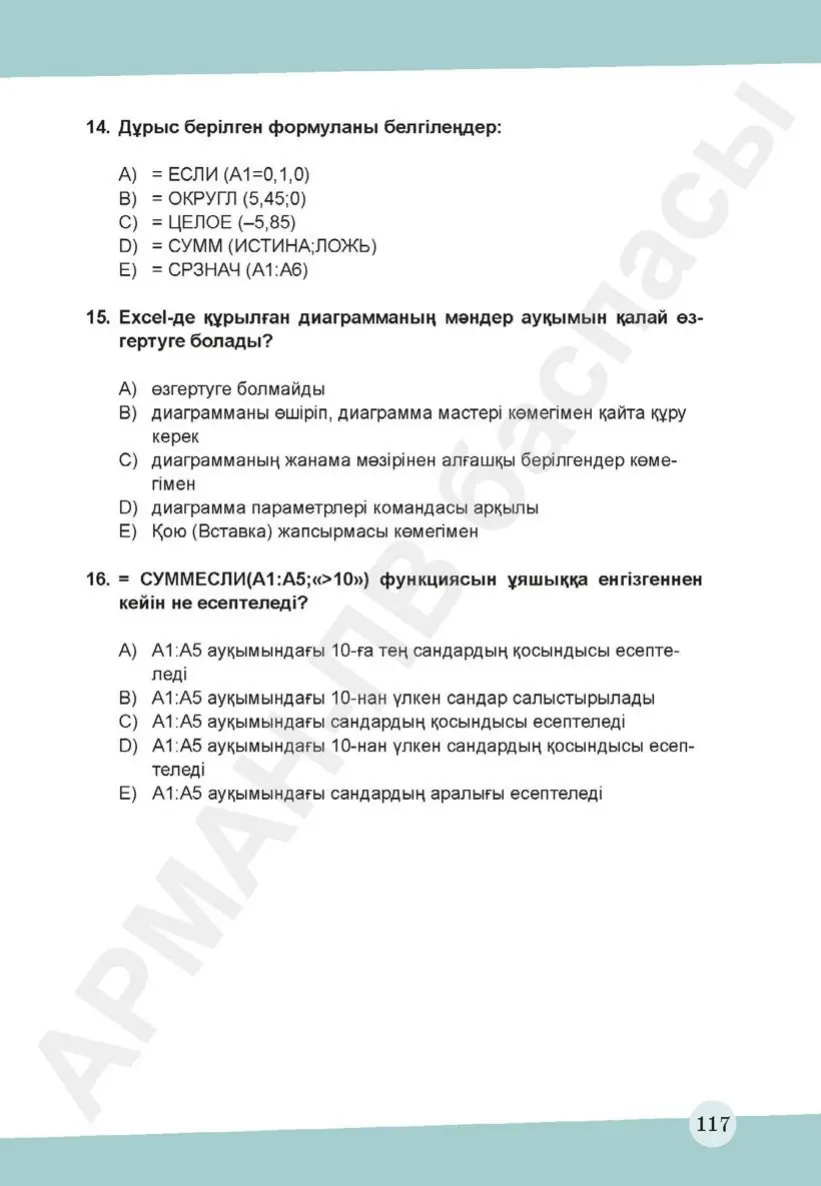 14. Дұрыс берілген формуланы белгілеңдер:
A) = ЕСЛИ (A1=0,1,0)
B) = ОКРУГЛ (5,45;0)
C) = ЦЕЛОЕ (–5,85)
D) = СУММ (ИСТИНА;ЛОЖЬ)
E) = СРЗНАЧ (A1:A6)
15. Excel-де құрылған диаграмманың мәндер ауқымын қалай өз-
гертуге болады?
A) өзгертуге болмайды
B) диаграмманы өшіріп, диаграмма мастері көмегімен қайта құру
керек
C) диаграмманың жанама мәзірінен алғашқы берілгендер көме-
гімен
D) диаграмма параметрлері командасы арқылы
E) Қою (Вставка) жапсырмасы көмегімен
16. = СУММЕСЛИ(A1:A5;«>10») функциясын ұяшыққа енгізгеннен
кейін не есептеледі?
A) A1:A5 ауқымындағы 10-ға тең сандардың қосындысы есепте-
леді
B) A1:A5 ауқымындағы 10-нан үлкен сандар салыстырылады
C) A1:A5 ауқымындағы сандардың қосындысы есептеледі
D) A1:A5 ауқымындағы 10-нан үлкен сандардың қосындысы есеп-
теледі
E) A1:A5 ауқымындағы сандардың аралығы есептеледі
АРМАН-ПВ баспасы
117